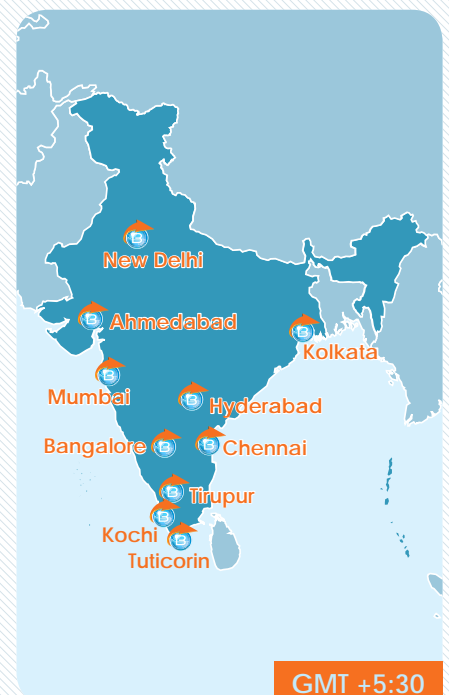 New Delhi
Ahmedabad
Kolkata
Mumbai
Hyderabad
Bangalore
Chennai
Tirupur
Kochi
Tuticorin
GMT +5:30